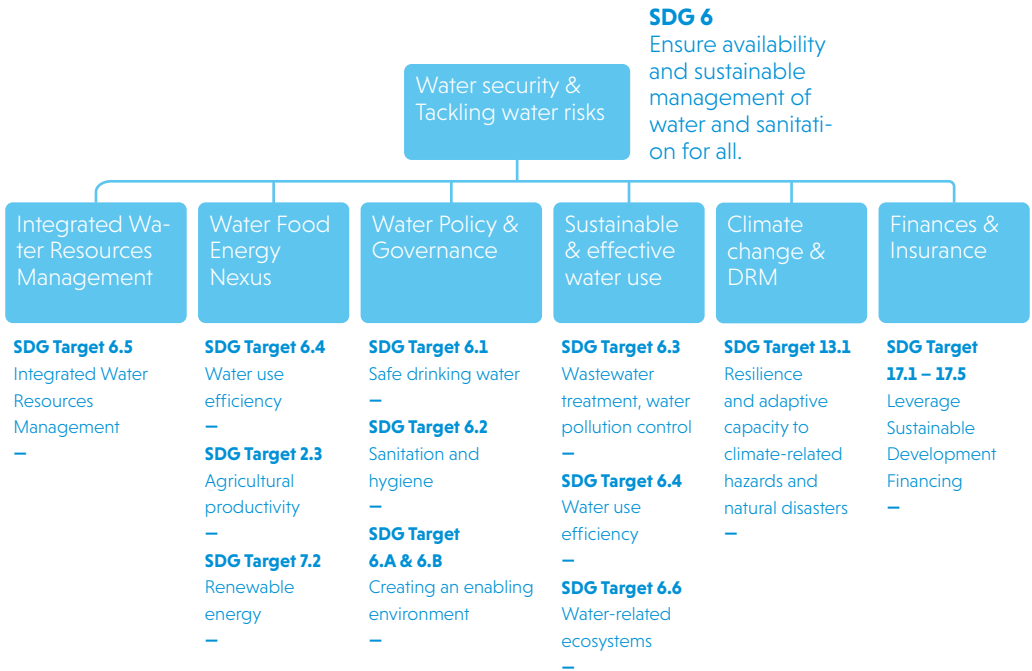 SDG 6
Ensure availability
and sustainable
management of
water and sanitati-
on for all.
Water security &
Tackling water risks
Integrated Wa-
ter Resources
Management
Water Food
Energy
Nexus
Water Policy &
Governance
Sustainable
& effective
water use
Climate
change &
DRM
Finances &
Insurance
SDG Target 6.5
Integrated Water
Resources
Management
–
SDG Target 6.4
Water use
efficiency
–
SDG Target 2.3
Agricultural
productivity
–
SDG Target 7.2
Renewable
energy
–
SDG Target 6.1
Safe drinking water
–
SDG Target 6.2
Sanitation and
hygiene
–
SDG Target
6.A & 6.B
Creating an enabling
environment
–
SDG Target 6.3
Wastewater
treatment, water
pollution control
–
SDG Target 6.4
Water use
efficiency
–
SDG Target 6.6
Water-related
ecosystems
–
SDG Target 13.1
Resilience
and adaptive
capacity to
climate-related
hazards and
natural disasters
–
SDG Target
17.1 – 17.5
Leverage
Sustainable
Development
Financing
–